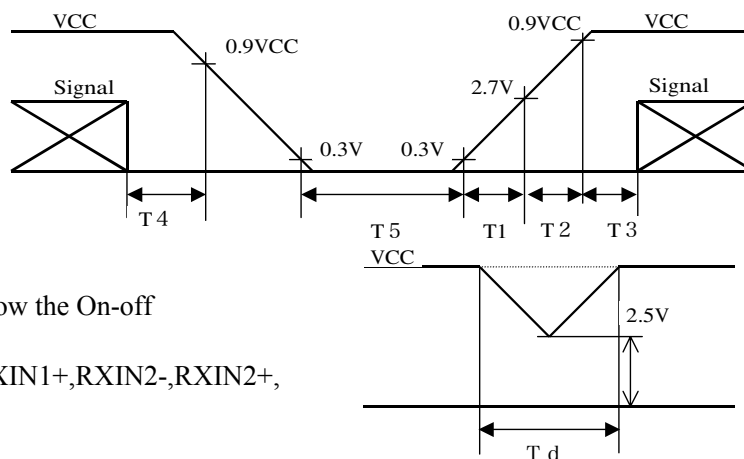 VCC 0.9VCC 0.9VCC VCC
Signal 2.7V Signal
0.3V 0.3V
T4 T5 T1 T2 T3
VCC
ow the On-off
2.5V
XIN1+,RXIN2-,RXIN2+,
Td